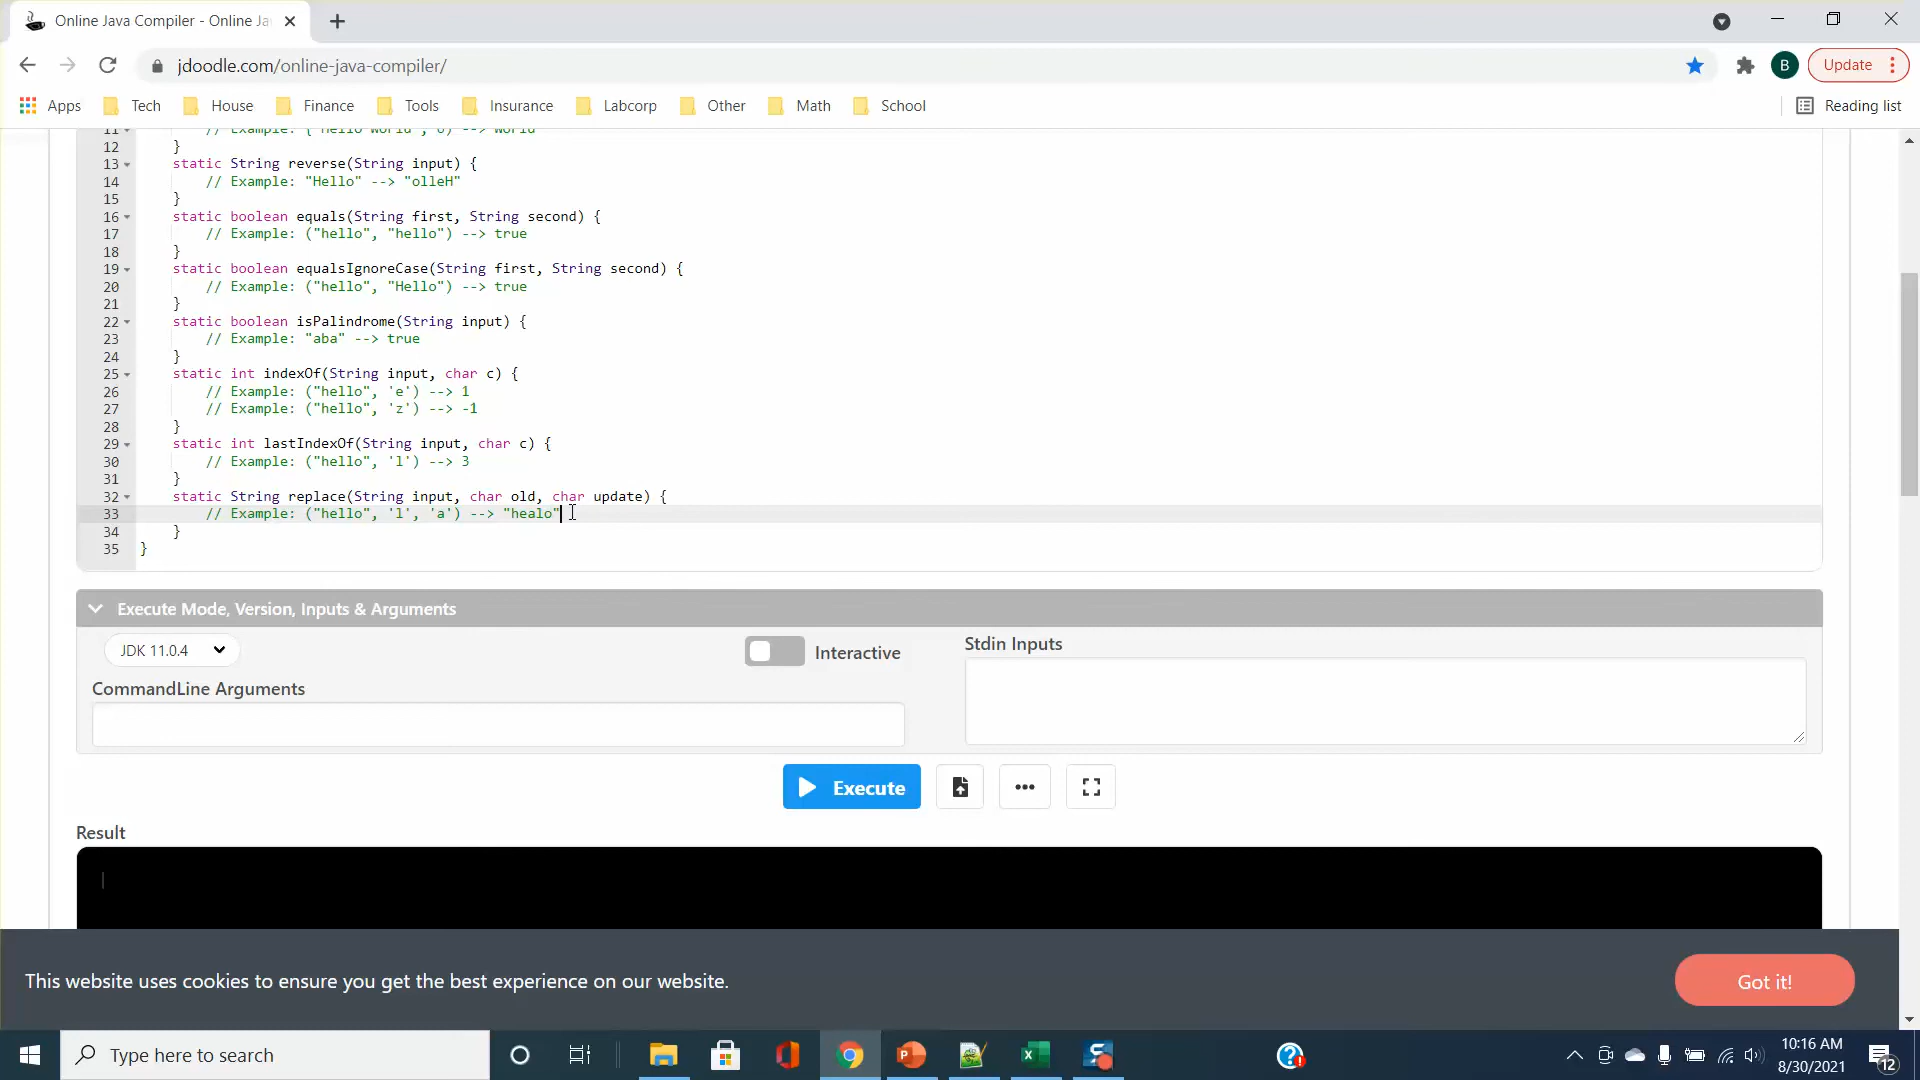 Online Java Compiler - Online Ja
jdoodle.com/online-java-compiler/
B
Update
Apps
Tech
House
Finance
Tools
Insurance
Labcorp
Other
Math
School
Reading list
11 // Example: ("Hello World", 6) --> World
12 }
13 static String reverse(String input) {
14 // Example: "Hello" --> "olleH"
15 }
16 static boolean equals(String first, String second) {
17 // Example: ("hello", "hello") --> true
18 }
19 static boolean equalsIgnoreCase(String first, String second) {
20 // Example: ("hello", "Hello") --> true
21 }
22 static boolean isPalindrome(String input) {
23 // Example: "aba" --> true
24 }
25 static int indexOf(String input, char c) {
26 // Example: ("hello", 'e') --> 1
27 // Example: ("hello", 'z') --> -1
28 }
29 static int lastIndexOf(String input, char c) {
30 // Example: ("hello", 'l') --> 3
31 }
32 static String replace(String input, char old, char update) {
33 // Example: ("hello", 'l', 'a') --> "healo"
34 }
35 }
Execute Mode, Version, Inputs & Arguments
JDK 11.0.4
Interactive
Stdin Inputs
CommandLine Arguments
Execute
Result
This website uses cookies to ensure you get the best experience on our website.
Got it!
Type here to search
10:16 AM
8/30/2021
12